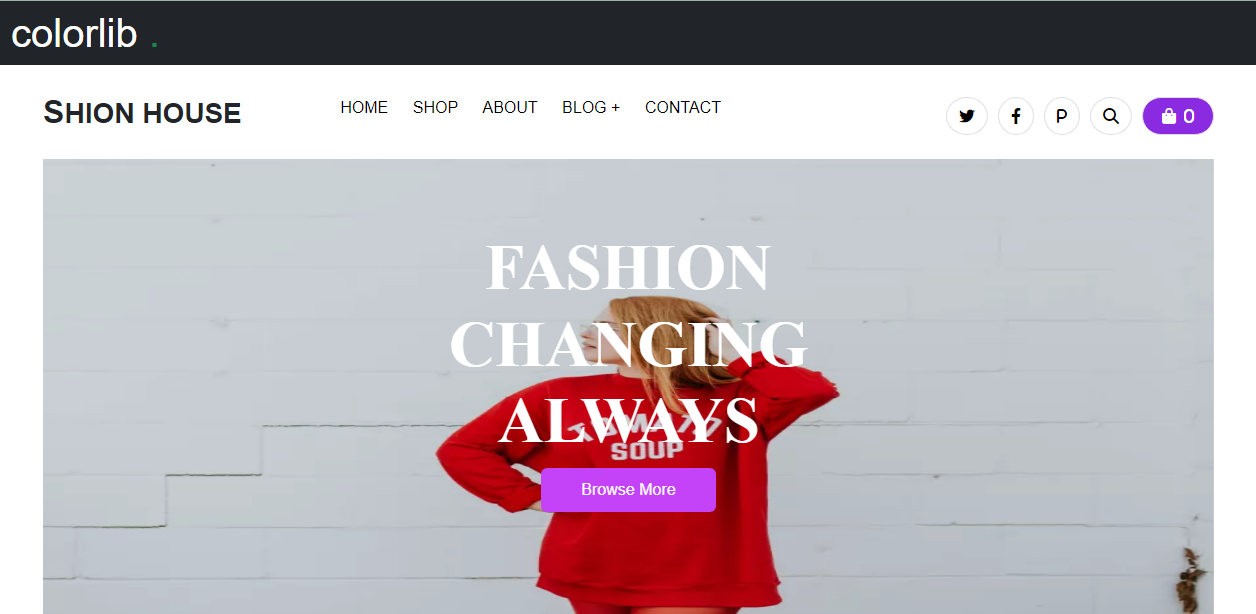 colorlib .
SHION HOUSE
HOME SHOP ABOUT BLOG + CONTACT P 0
FASHION
CHANGING
ALWAYS
SOUP
Browse More